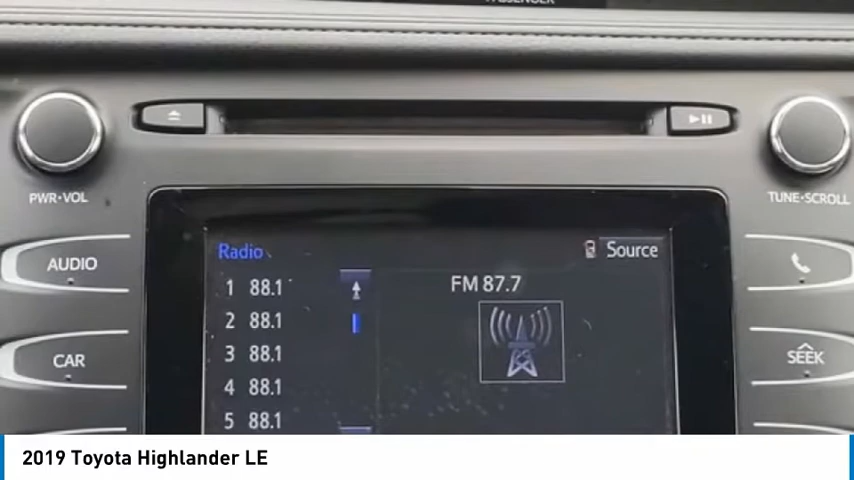 PASSENGER
PWR·VOL
TUNE·SCROLL
AUDIO
CAR
SEEK
Radio
Source
1 88.1
2 88.1
3 88.1
4 88.1
5 88.1
FM 87.7
2019 Toyota Highlander LE